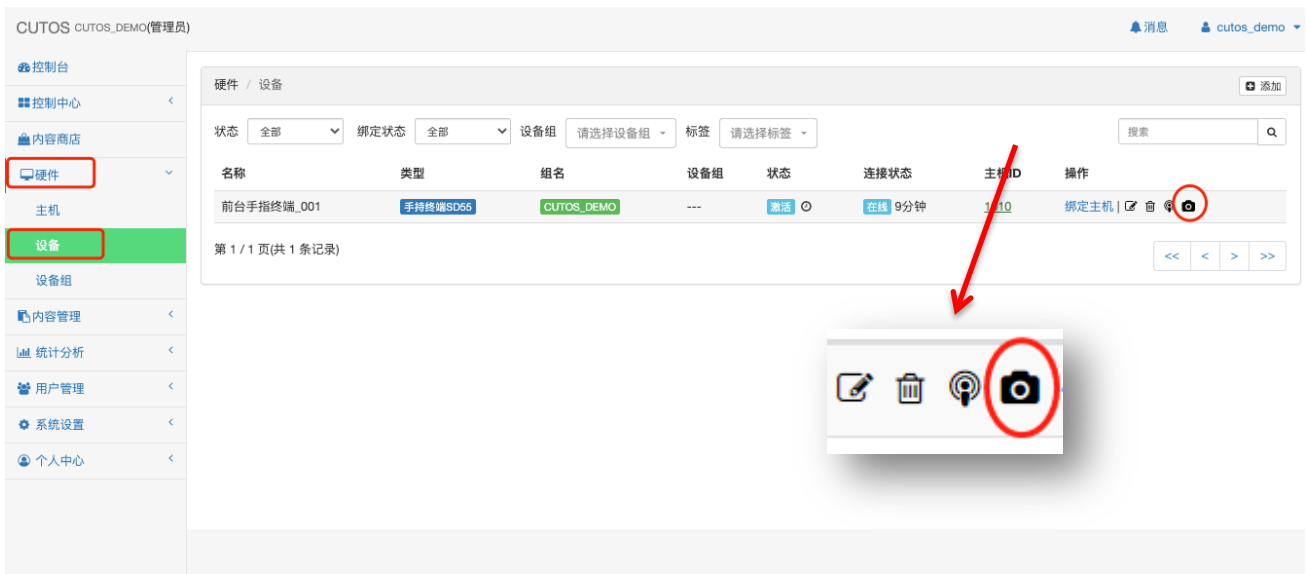 CUTOS CUTOS_DEMO(管理员)
消息
cutos_demo
控制台
控制中心
内容商店
硬件
主机
设备
设备组
内容管理
统计分析
用户管理
系统设置
个人中心
硬件 / 设备
添加
状态 全部 绑定状态 全部 设备组 请选择设备组 标签 请选择标签 搜索
名称 类型 组名 设备组 状态 连接状态 主机ID 操作
前台手指终端_001 手持终端SD55 CUTOS_DEMO --- 激活 在线 9分钟 绑定主机 |
第 1 / 1 页(共 1 条记录)
<< < > >>